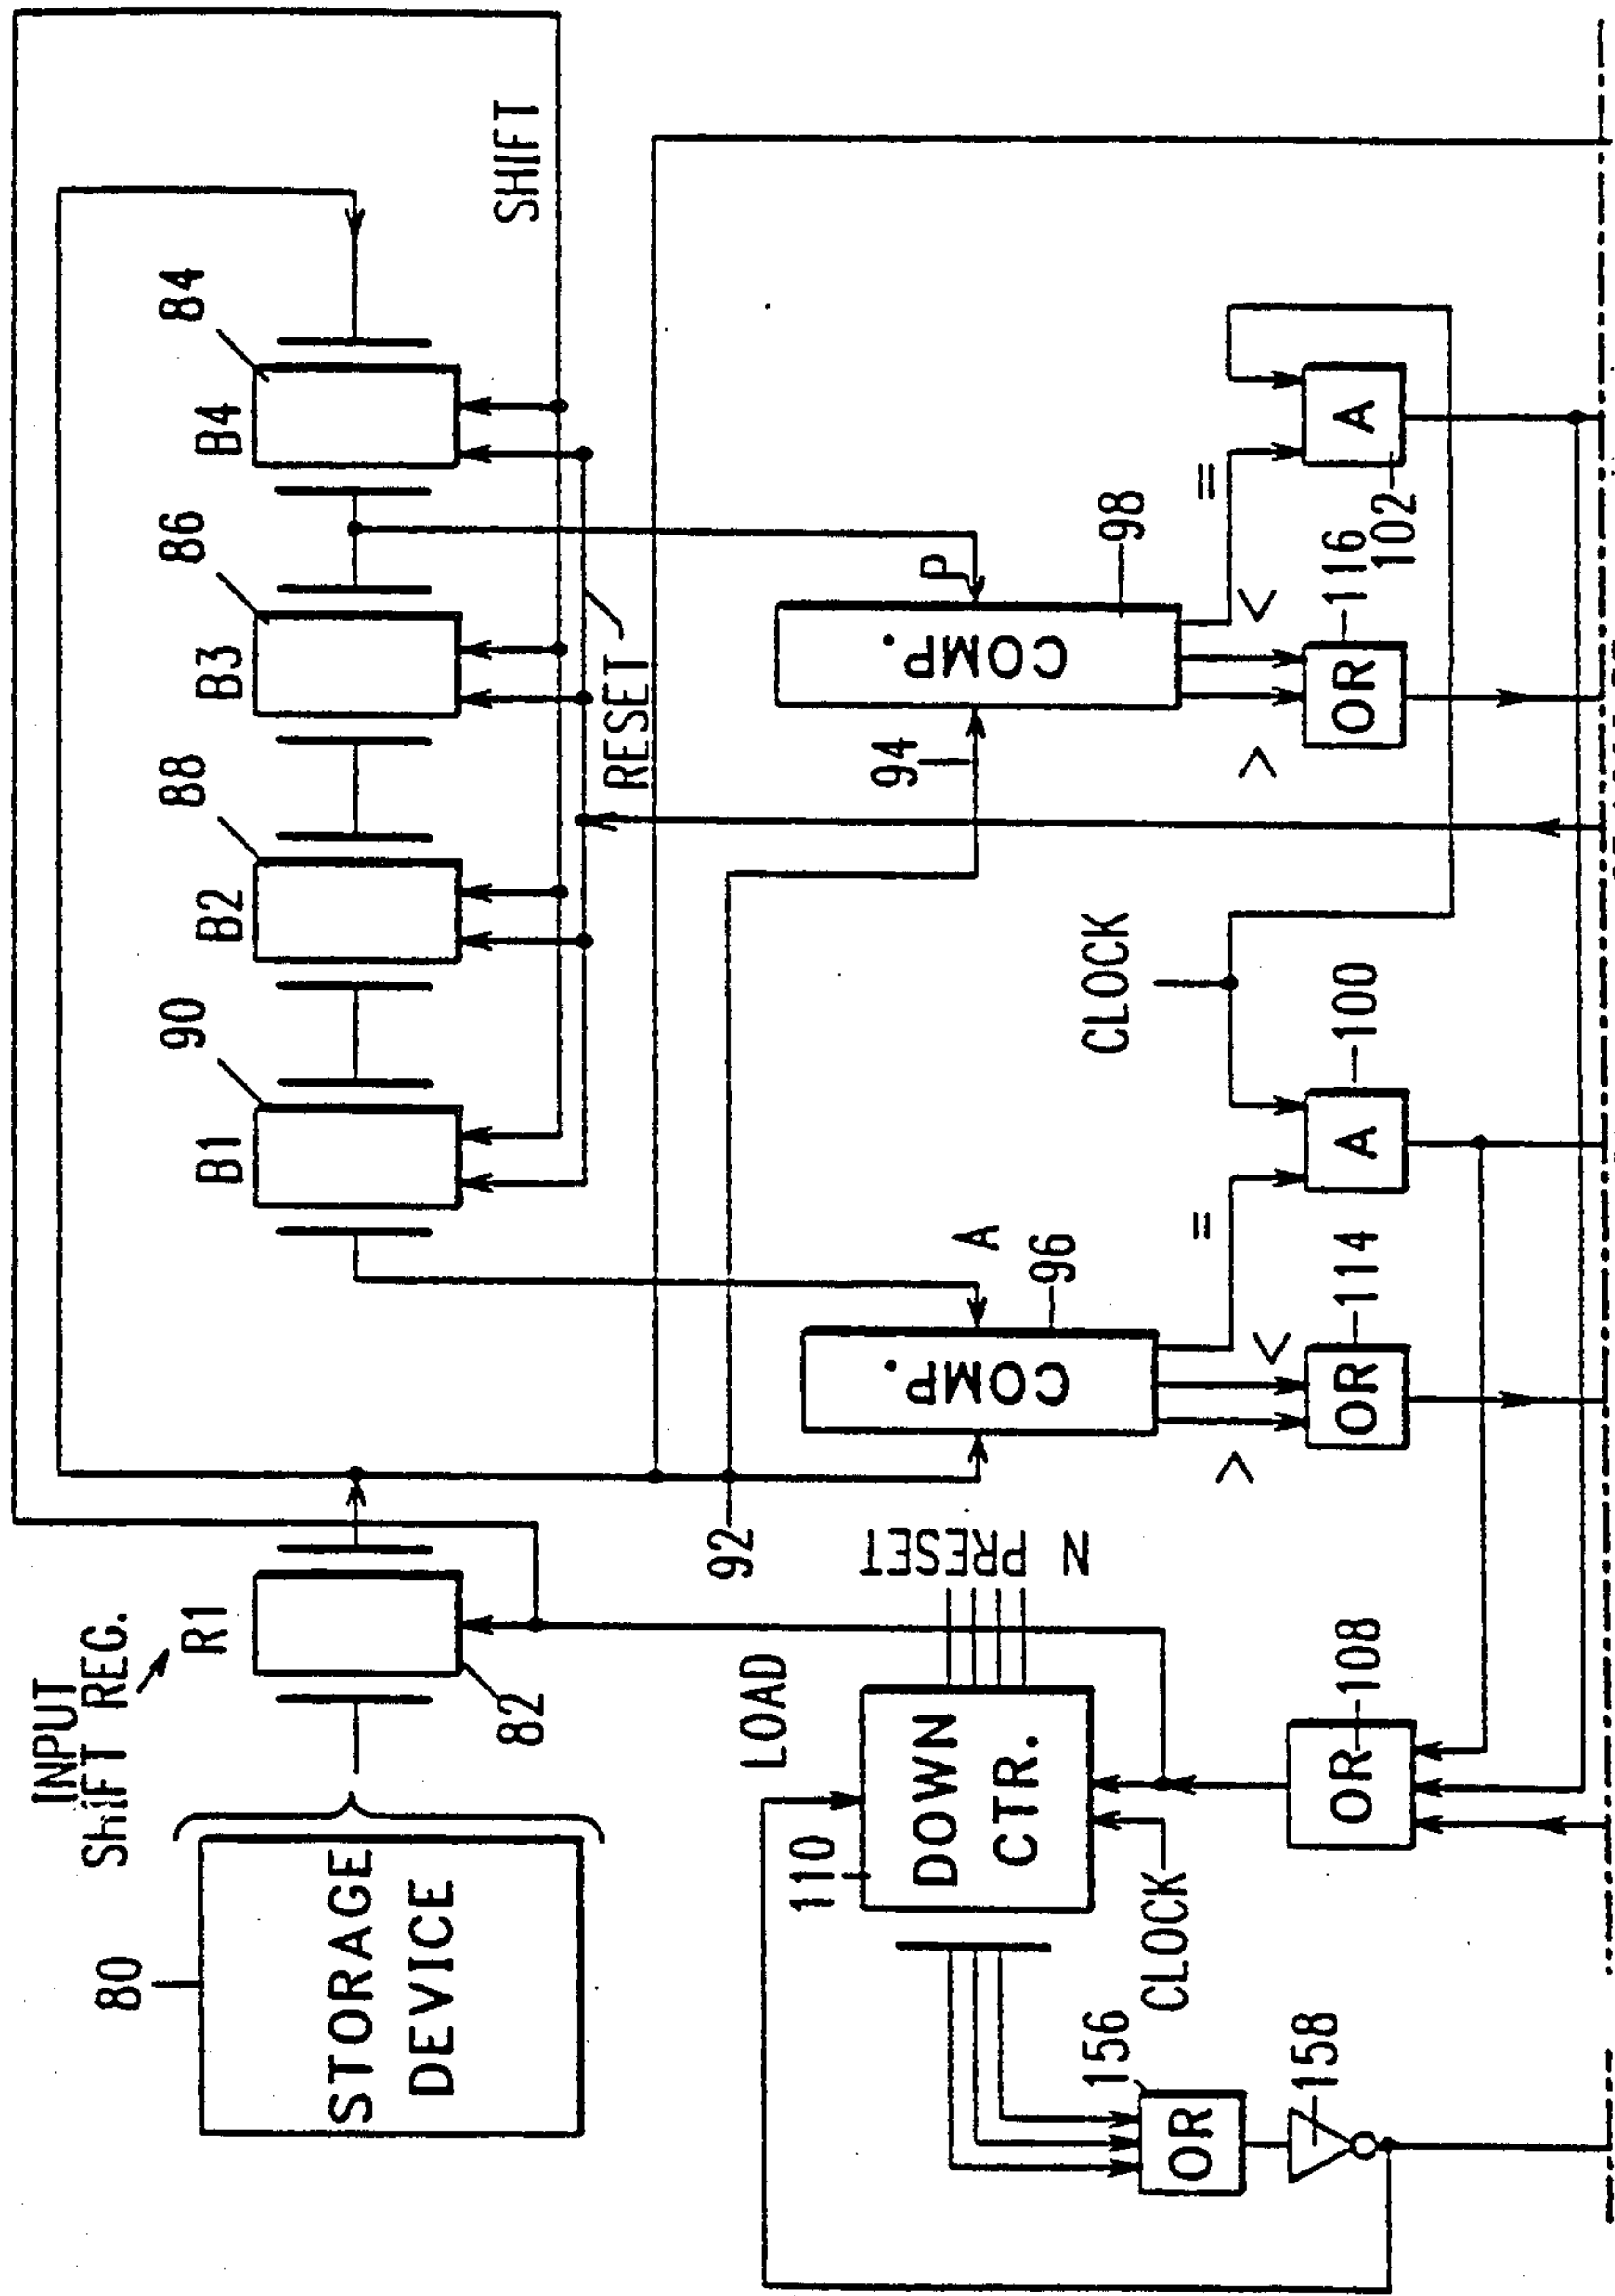 80
STORAGE
DEVICE
INPUT
ShiFT REG.
R1
82
B1
90
B2
88
B3
86
B4
84
SHIFT
RESET
92
94
LOAD
110
DOWN
CTR.
N PRESET
CLOCK
COMP.
A
96
COMP.
P
98
CLOCK
156
OR
158
OR
108
>
<
=
OR
114
A
100
>
<
=
OR
116
A
102